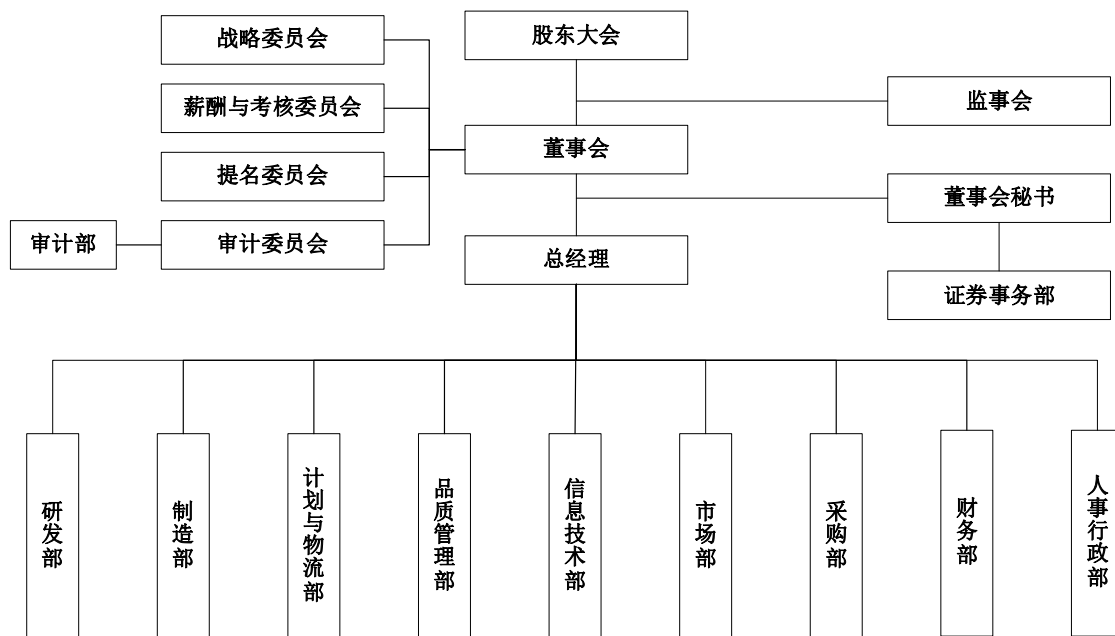 战略委员会
股东大会
薪酬与考核委员会
监事会
董事会
提名委员会
董事会秘书
审计部
审计委员会
总经理
证券事务部
研发部
制造部
计划与物流部
品质管理部
信息技术部
市场部
采购部
财务部
人事行政部